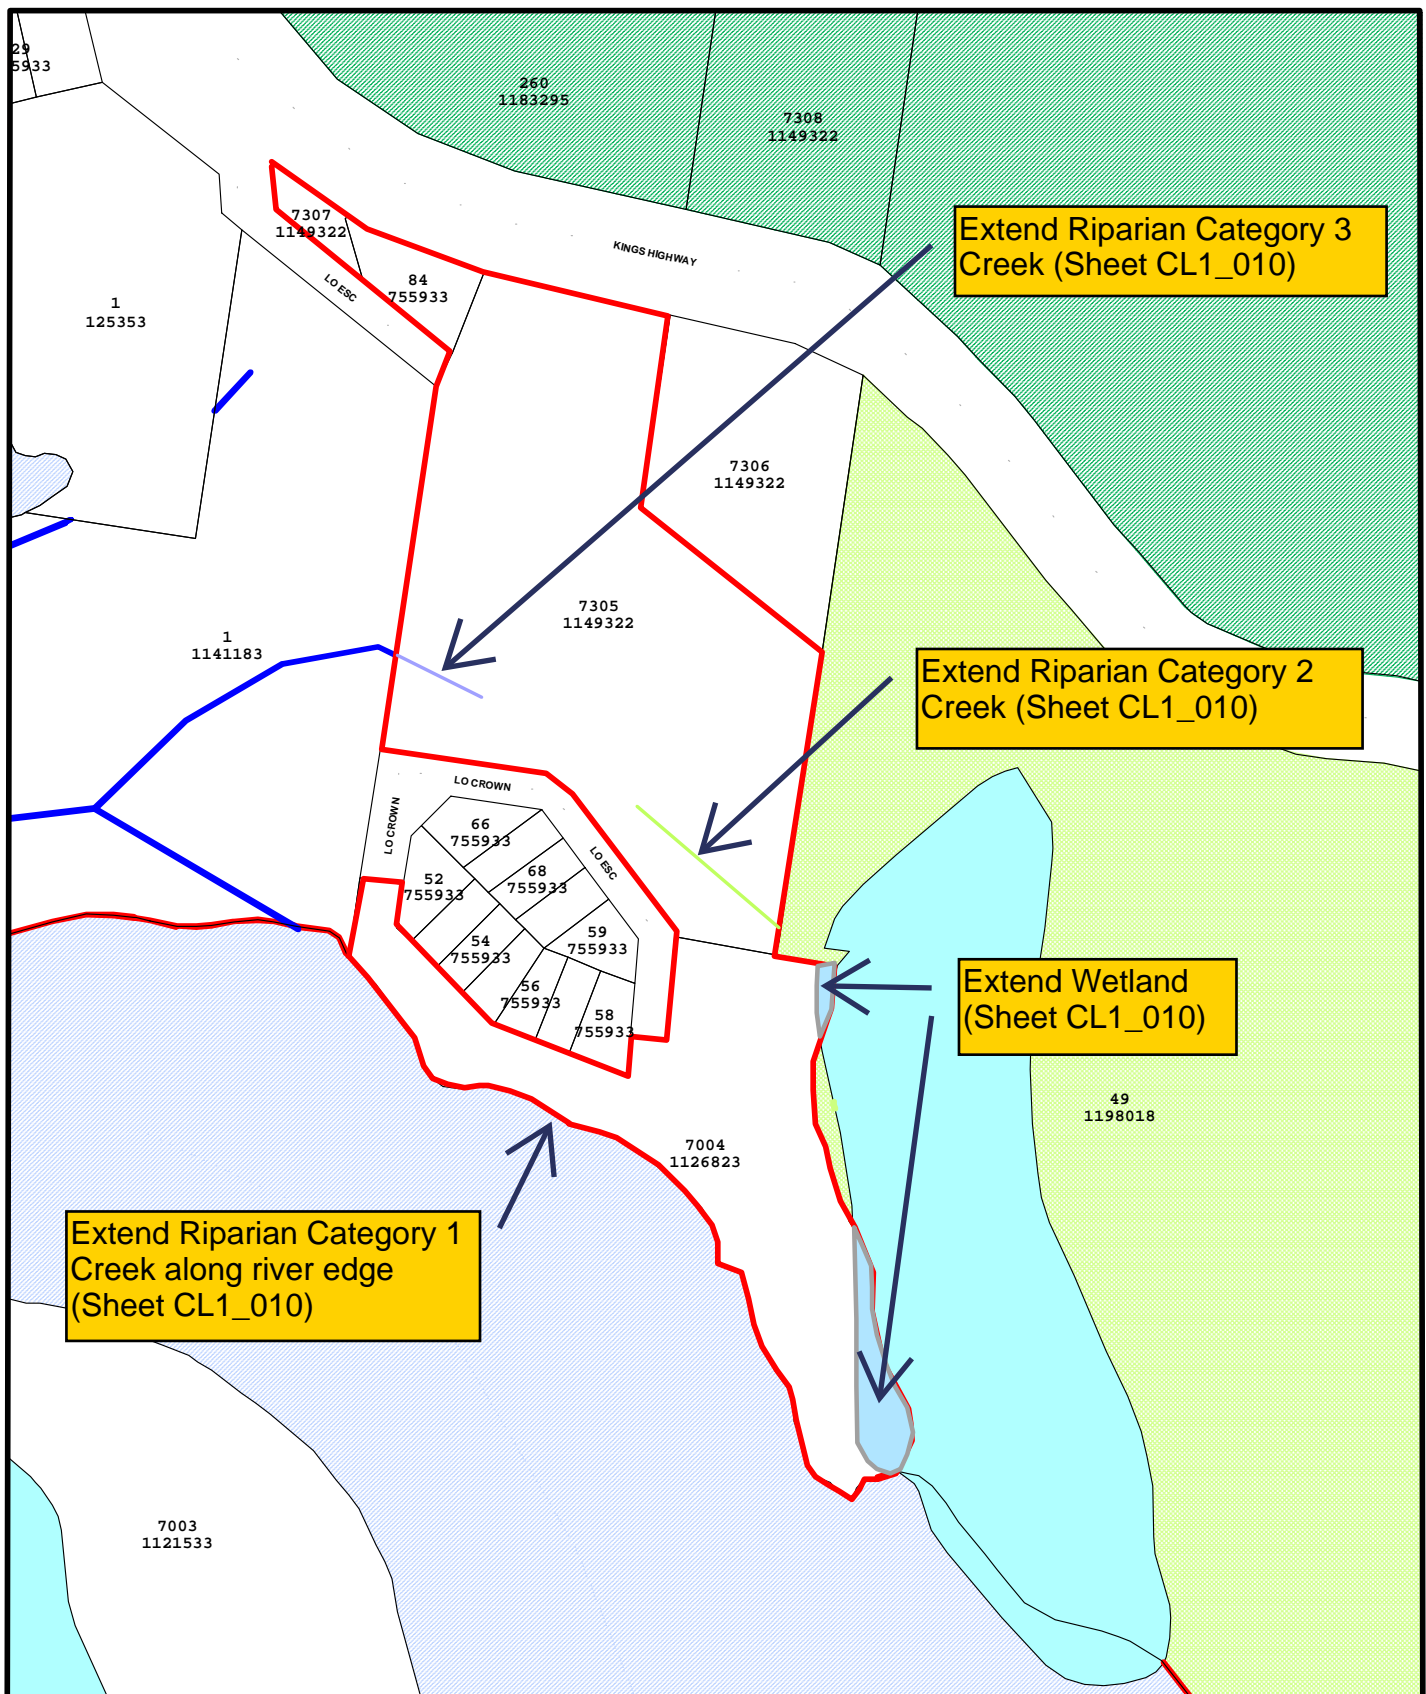 29
5933
260
1183295
7308
1149322
7307
1149322
KINGS HIGHWAY
Extend Riparian Category 3
Creek (Sheet CL1_010)
LO ESC
84
755933
1
125353
7306
1149322
7305
1149322
1
1141183
Extend Riparian Category 2
Creek (Sheet CL1_010)
LO CROWN
LO CROWN
66
755933
LO ESC
68
755933
52
755933
59
755933
54
755933
56
755933
58
755933
Extend Wetland
(Sheet CL1_010)
49
1198018
7004
1126823
Extend Riparian Category 1
Creek along river edge
(Sheet CL1_010)
7003
1121533